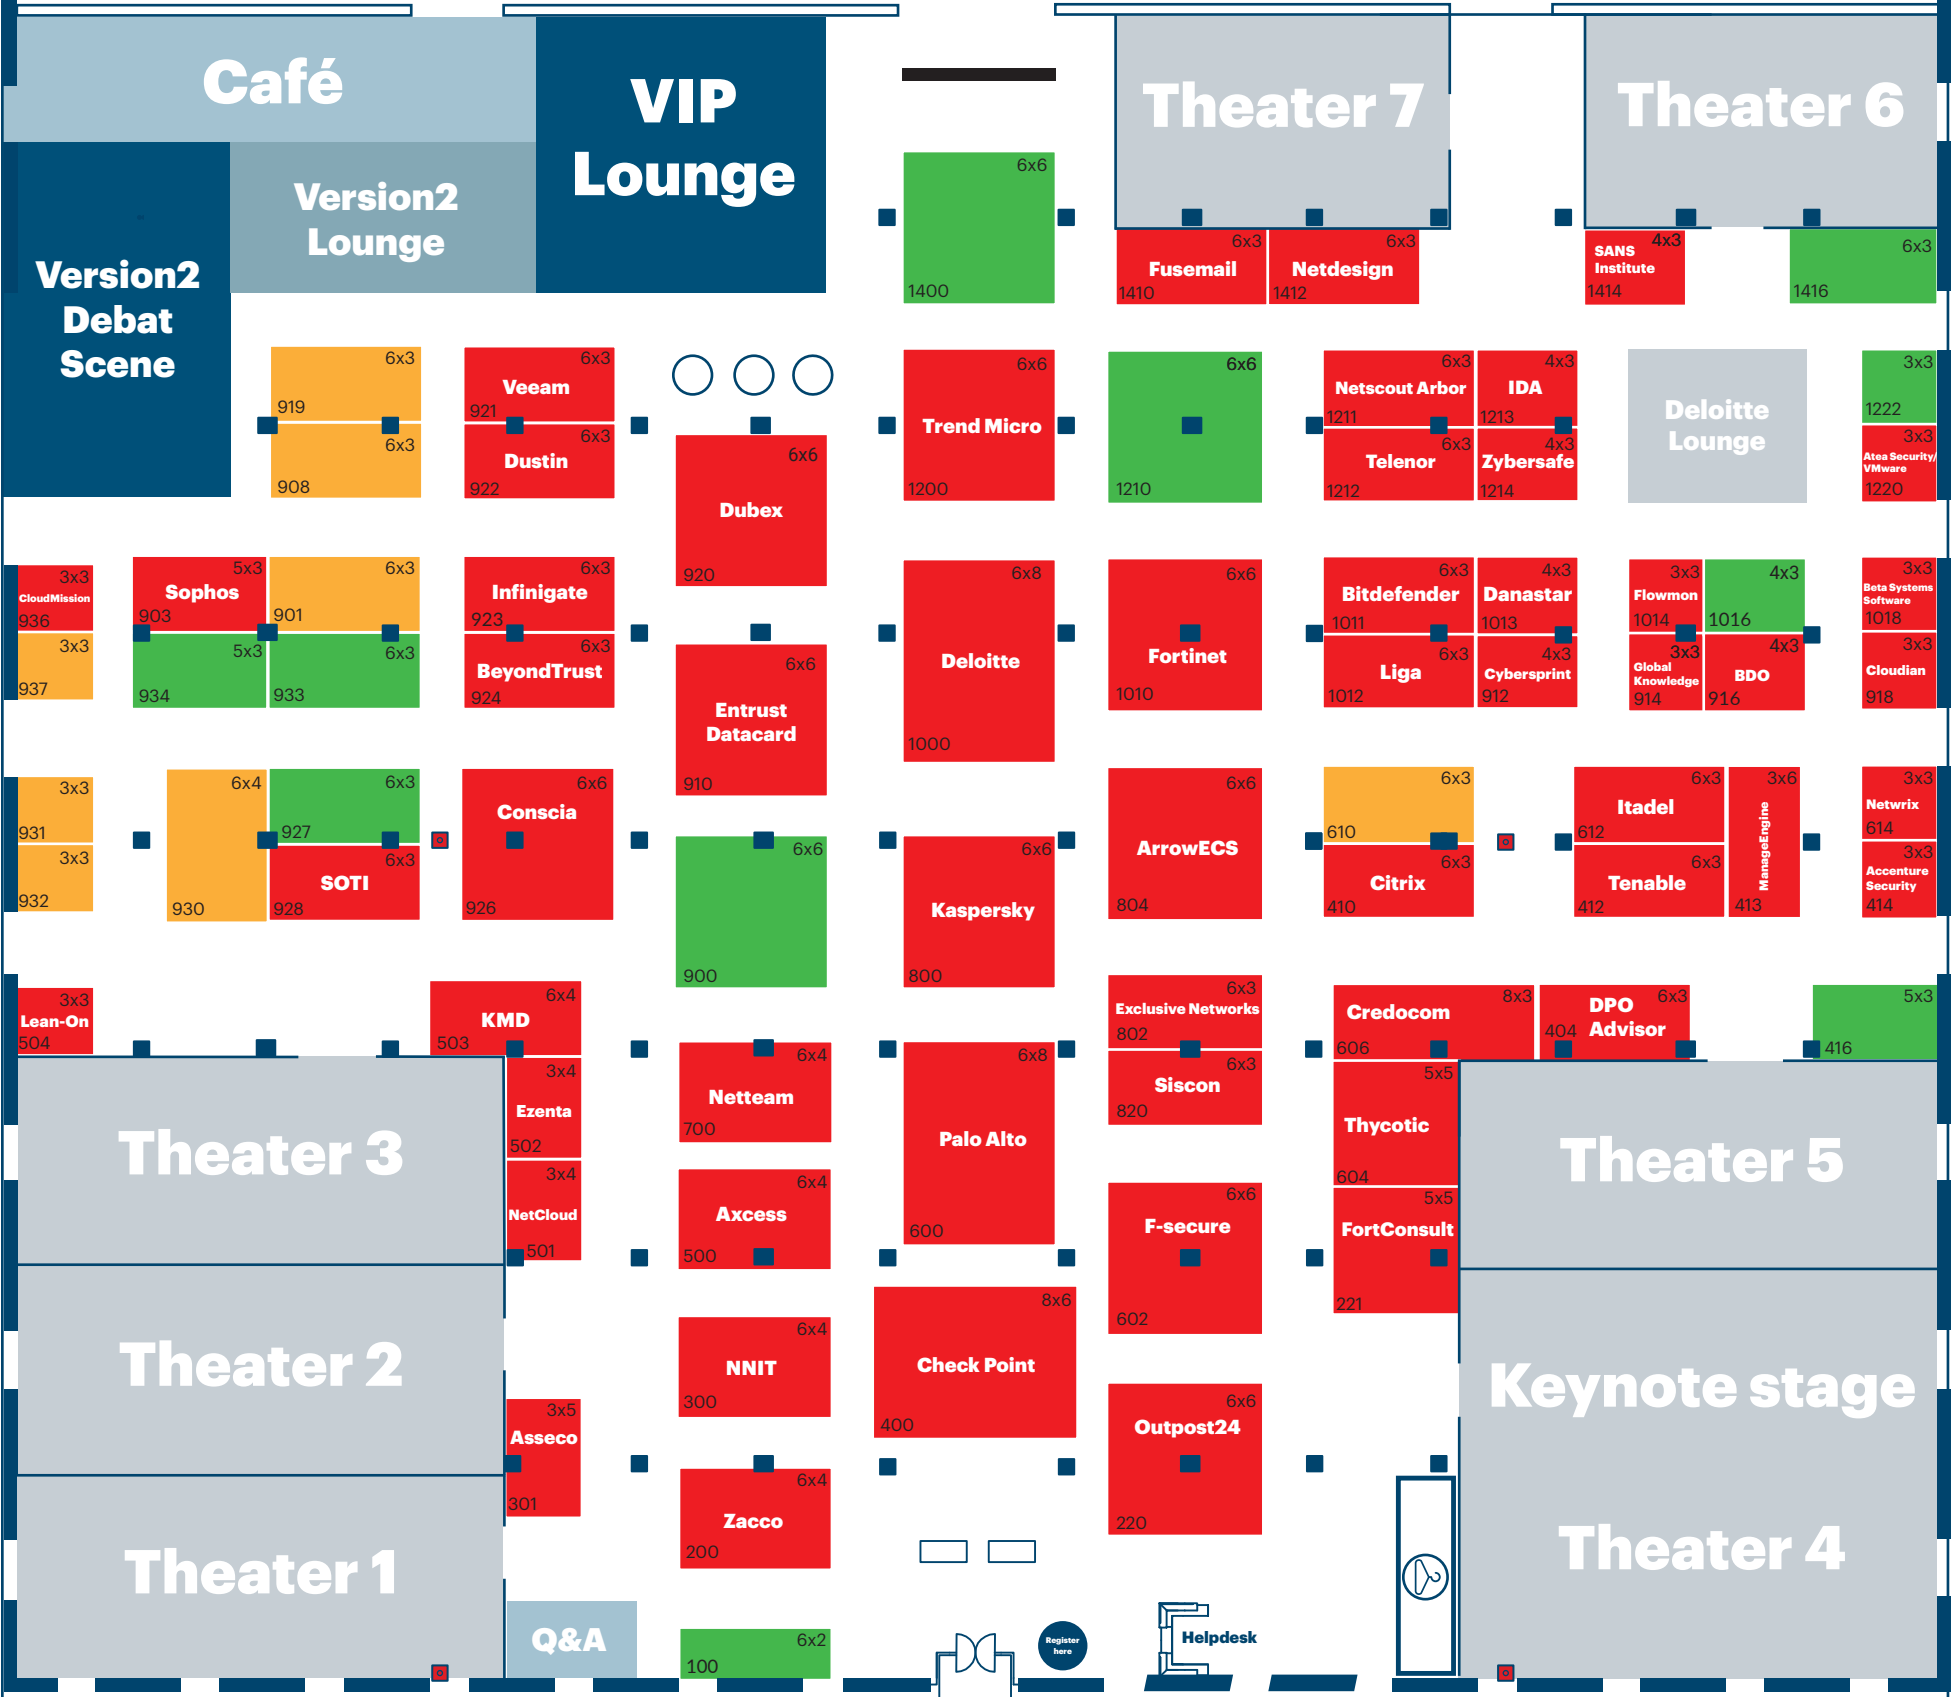 Café
VIP
Lounge
Theater 7
Theater 6
Version2
Lounge
Version2
Debat
Scene
6x6
1400
6x3
Fusemail
1410
6x3
Netdesign
1412
4x3
SANS
Institute
1414
6x3
1416
6x3
919
6x3
908
6x3
Veeam
921
6x3
Dustin
922
6x6
Dubex
920
6x6
Trend Micro
1200
6x6
1210
6x3
Netscout Arbor
1211
4x3
IDA
1213
6x3
Telenor
1212
4x3
Zybersafe
1214
Deloitte
Lounge
3x3
1222
3x3
Atea Security/
VMware
1220
3x3
CloudMission
936
3x3
937
5x3
Sophos
903
6x3
901
5x3
934
6x3
933
6x3
Infinigate
923
6x3
BeyondTrust
924
6x6
Entrust
Datacard
910
6x8
Deloitte
1000
6x6
Fortinet
1010
6x3
Bitdefender
1011
4x3
Danastar
1013
6x3
Liga
1012
4x3
Cybersprint
912
3x3
Flowmon
1014
4x3
1016
3x3
Global
Knowledge
914
4x3
BDO
916
3x3
Beta Systems
Software
1018
3x3
Cloudian
918
3x3
931
3x3
932
6x4
930
6x3
927
6x3
SOTI
928
6x6
Conscia
926
6x6
900
6x6
Kaspersky
800
6x6
ArrowECS
804
6x3
610
6x3
Citrix
410
6x3
Itadel
612
6x3
Tenable
412
3x6
ManageEngine
413
3x3
Netwrix
614
3x3
Accenture
Security
414
3x3
Lean-On
504
6x4
KMD
503
3x4
Ezenta
502
3x4
NetCloud
501
6x4
Netteam
700
6x4
Axcess
500
6x8
Palo Alto
600
6x3
Exclusive Networks
802
6x3
Siscon
820
8x3
Credocom
606
6x3
DPO
Advisor
404
5x3
416
5x5
Thycotic
604
5x5
FortConsult
221
Theater 3
Theater 5
6x6
F-secure
602
Theater 2
6x4
NNIT
300
8x6
Check Point
400
6x6
Outpost24
220
Keynote stage
3x5
Asseco
301
6x4
Zacco
200
Theater 4
Theater 1
Q&A
6x2
100
Register
here
Helpdesk